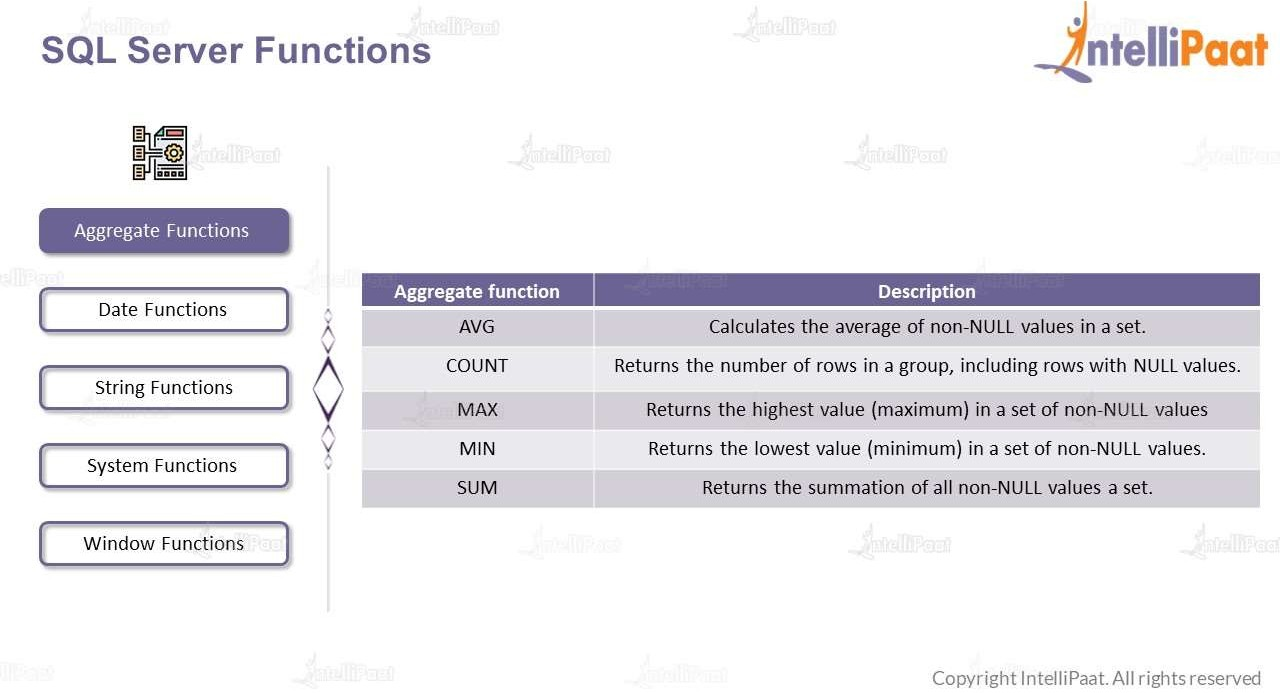 SQL Server Functions
IntelliPaat
Aggregate Functions
Date Functions
String Functions
System Functions
Window Functions
Aggregate function Description
AVG Calculates the average of non-NULL values in a set.
COUNT Returns the number of rows in a group, including rows with NULL values.
MAX Returns the highest value (maximum) in a set of non-NULL values
MIN Returns the lowest value (minimum) in a set of non-NULL values.
SUM Returns the summation of all non-NULL values a set.
Copyright IntelliPaat. All rights reserved